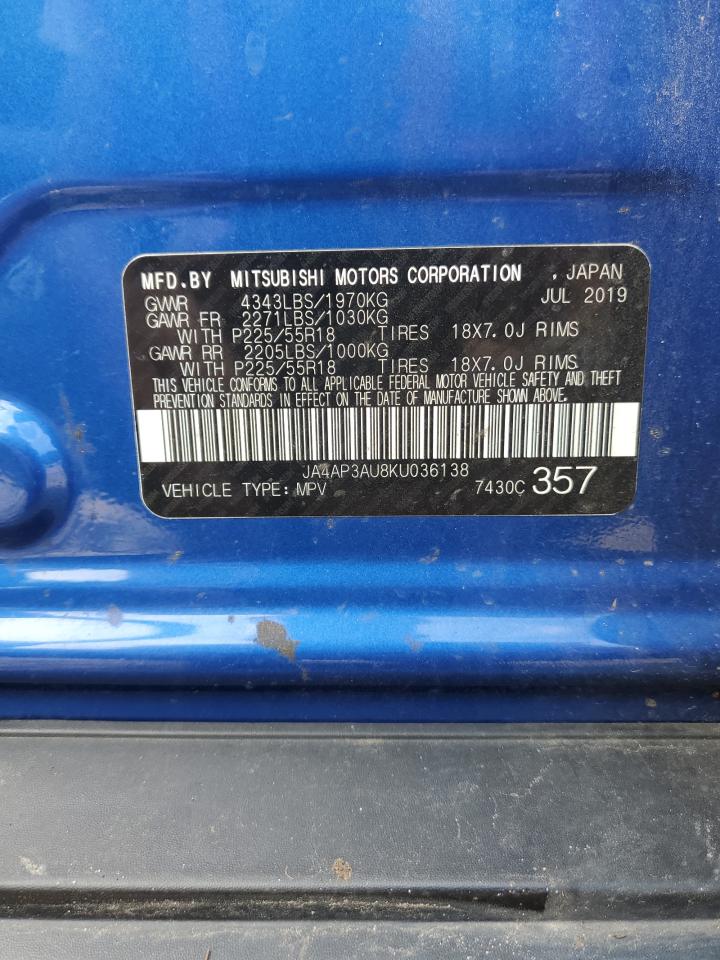 MFD.BY MITSUBISHI MOTORS CORPORATION , JAPAN
GVWR 4343LBS/1970KG JUL 2019
GAWR FR 2271LBS/1030KG
WITH P225/55R18 TIRES 18X7.0J RIMS
GAWR RR 2205LBS/1000KG
WITH P225/55R18 TIRES 18X7.0J RIMS
THIS VEHICLE CONFORMS TO ALL APPLICABLE FEDERAL MOTOR VEHICLE SAFETY AND THEFT
PREVENTION STANDARDS IN EFFECT ON THE DATE OF MANUFACTURE SHOWN ABOVE.
JA4AP3AU8KU036138
VEHICLE TYPE: MPV 7430C 357